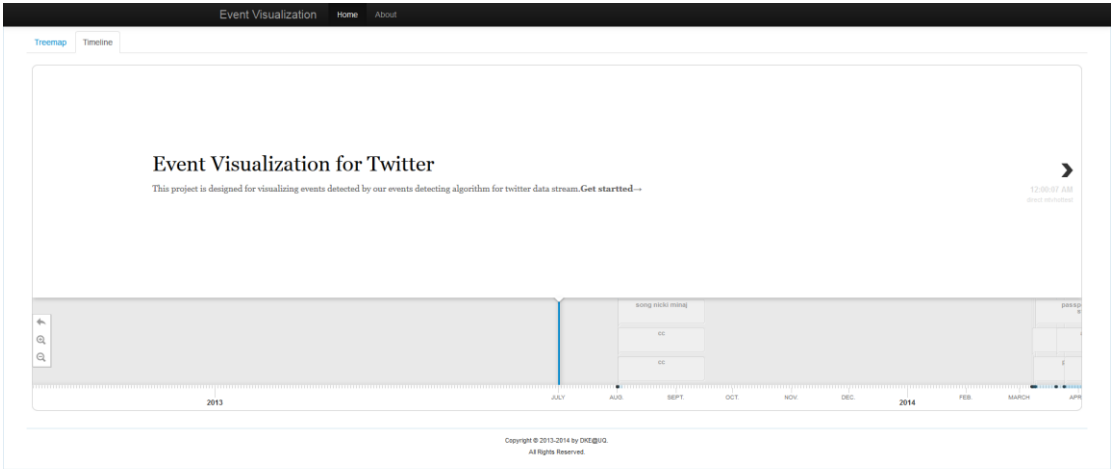 Event Visualization Home About
Treemap Timeline
Event Visualization for Twitter
This project is designed for visualizing events detected by our events detecting algorithm for twitter data stream.Get startted→
12:00:07 AM
song nicki minaj
cc
cc
2013 JULY AUG. SEPT. OCT. NOV. DEC. 2014 FEB. MARCH APR
Copyright © 2013-2014 by DKE@UQ.
All Rights Reserved.